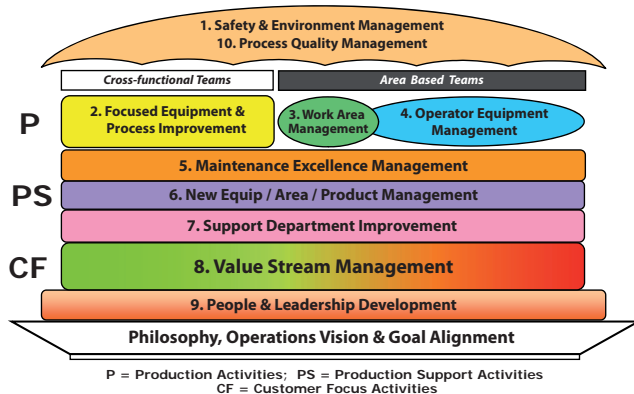 1. Safety & Environment Management
10. Process Quality Management
Cross-functional Teams
Area Based Teams
P
2. Focused Equipment &
Process Improvement
3. Work Area
Management
4. Operator Equipment
Management
5. Maintenance Excellence Management
PS
6. New Equip / Area / Product Management
7. Support Department Improvement
CF
8. Value Stream Management
9. People & Leadership Development
Philosophy, Operations Vision & Goal Alignment
P = Production Activities; PS = Production Support Activities
CF = Customer Focus Activities